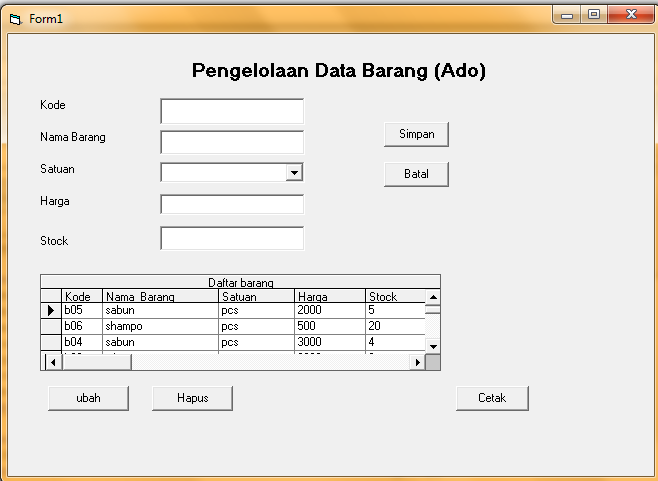 Form1
Pengelolaan Data Barang (Ado)
Kode
Nama Barang
Simpan
Satuan
Batal
Harga
Stock
Daftar barang
Kode Nama_Barang Satuan Harga Stock
b05 sabun pcs 2000 5
b06 shampo pcs 500 20
b04 sabun pcs 3000 4
ubah Hapus Cetak